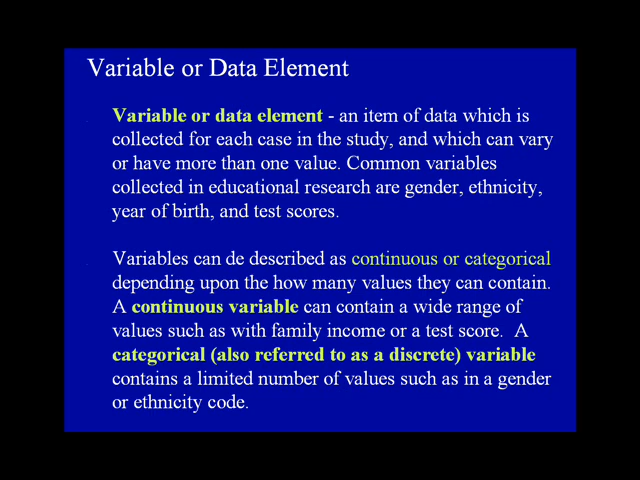 Variable or Data Element
Variable or data element - an item of data which is
collected for each case in the study, and which can vary
or have more than one value. Common variables
collected in educational research are gender, ethnicity,
year of birth, and test scores.
Variables can de described as continuous or categorical
depending upon the how many values they can contain.
A continuous variable can contain a wide range of
values such as with family income or a test score. A
categorical (also referred to as a discrete) variable
contains a limited number of values such as in a gender
or ethnicity code.